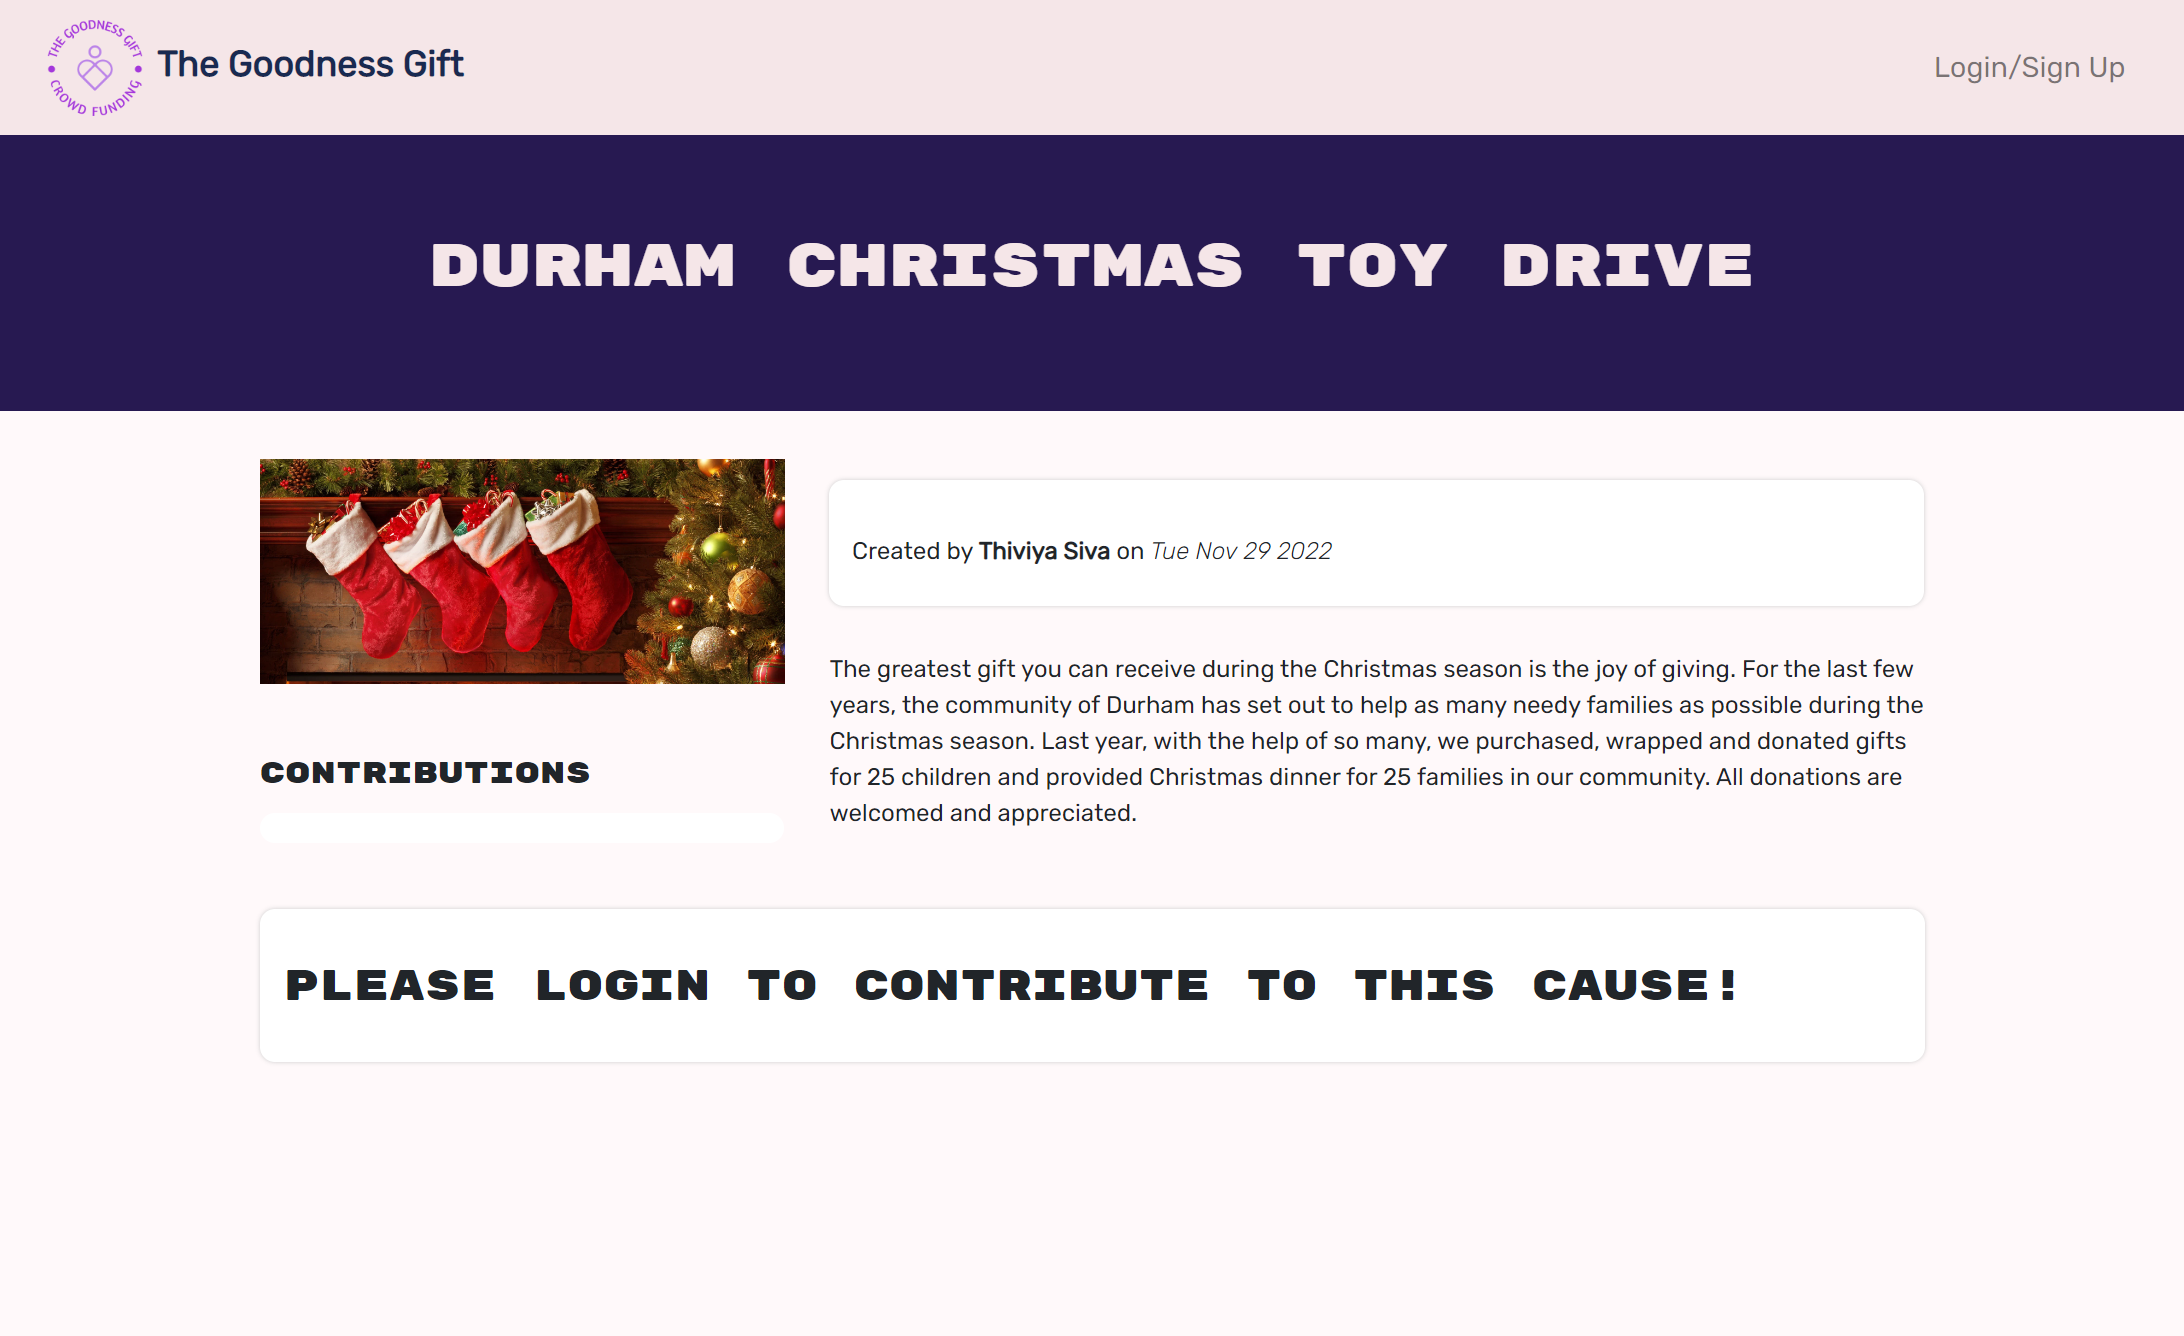 THE GOODNESS GIFT
CROWD FUNDING
The Goodness Gift
Login/Sign Up
DURHAM CHRISTMAS TOY DRIVE
Created by Thiviya Siva on Tue Nov 29 2022
The greatest gift you can receive during the Christmas season is the joy of giving. For the last few
years, the community of Durham has set out to help as many needy families as possible during the
Christmas season. Last year, with the help of so many, we purchased, wrapped and donated gifts
for 25 children and provided Christmas dinner for 25 families in our community. All donations are
welcomed and appreciated.
CONTRIBUTIONS
PLEASE LOGIN TO CONTRIBUTE TO THIS CAUSE!